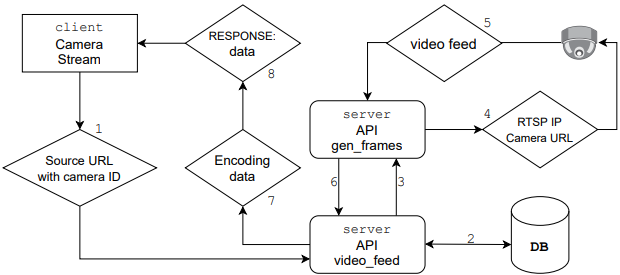 client
Camera
Stream
RESPONSE:
data
8
video feed
5
1
Source URL
with camera ID
Encoding
data
7
server
API
gen_frames
4
RTSP IP
Camera URL
6
3
server
API
video_feed
2
DB